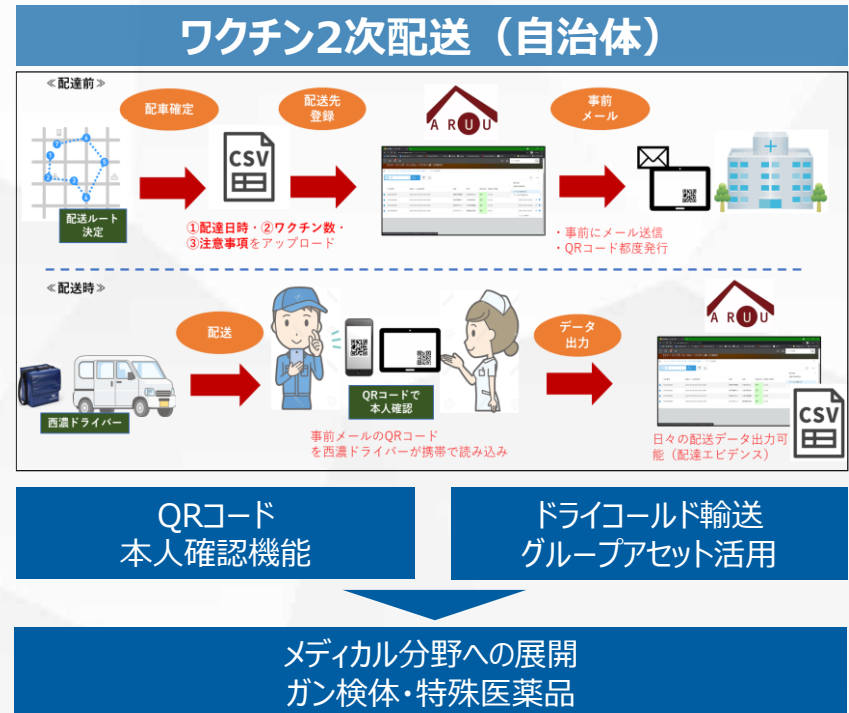 ワクチン2次配送（自治体）
≪配達前≫
配車確定
配送先
登録
ARUU
事前
メール
CSV
配送ルート
決定
①配達日時・②ワクチン数・
③注意事項をアップロード
・事前にメール送信
・QRコード都度発行
≪配送時≫
配送
データ
出力
ARUU
西濃ドライバー
QRコードで
本人確認
CSV
事前メールのQRコード
を西濃ドライバーが携帯で読み込み
日々の配送データ出力可
能（配達エビデンス）
QRコード
本人確認機能
ドライコールド輸送
グループアセット活用
メディカル分野への展開
ガン検体・特殊医薬品